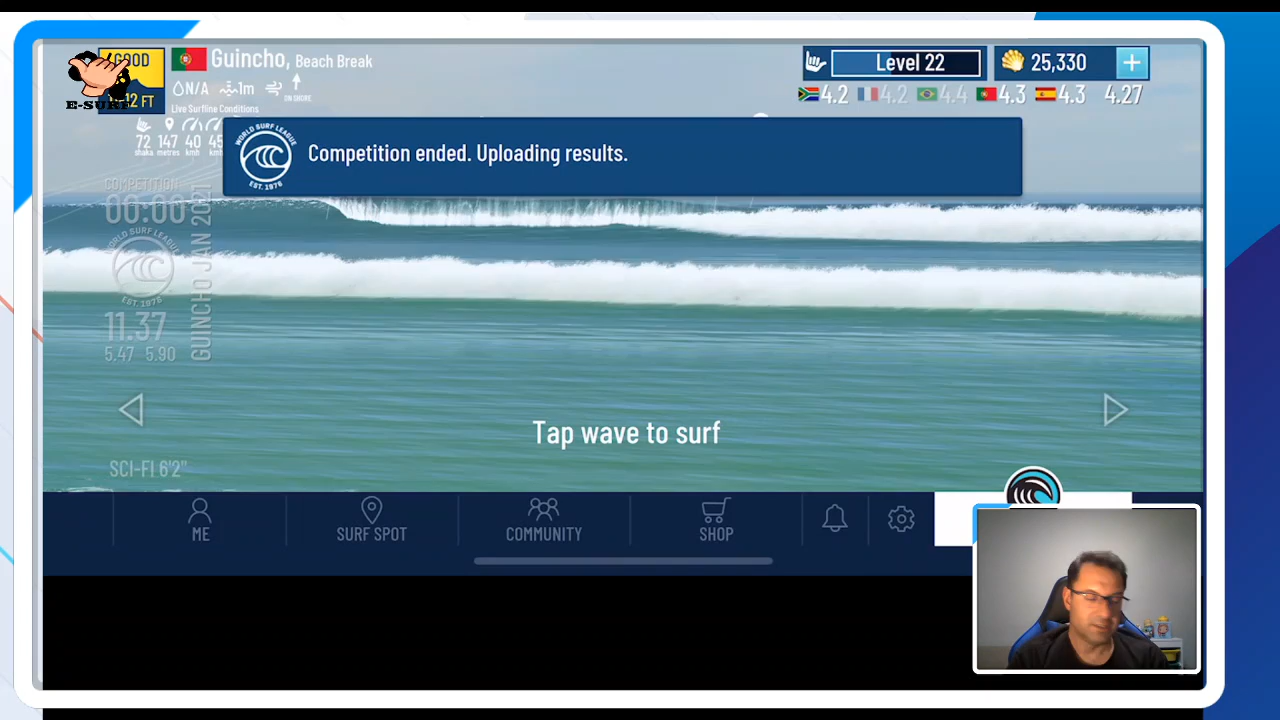 GOOD
12 FT
E-SURF
Guincho, Beach Break
N/A 1m ON SHORE
Live Surfline Conditions
72 147 40 45
shaka metres kmh kmh
Level 22
25,330 +
4.2 4.2 4.4 4.3 4.3 4.27
WORLD SURF LEAGUE
EST. 1976
Competition ended. Uploading results.
COMPETITION
00:00
WORLD SURF LEAGUE
EST. 1976
11.37
5.47 5.90
GUINCHO JAN 2021
Tap wave to surf
SCI-FI 6'2"
ME
SURF SPOT
COMMUNITY
SHOP